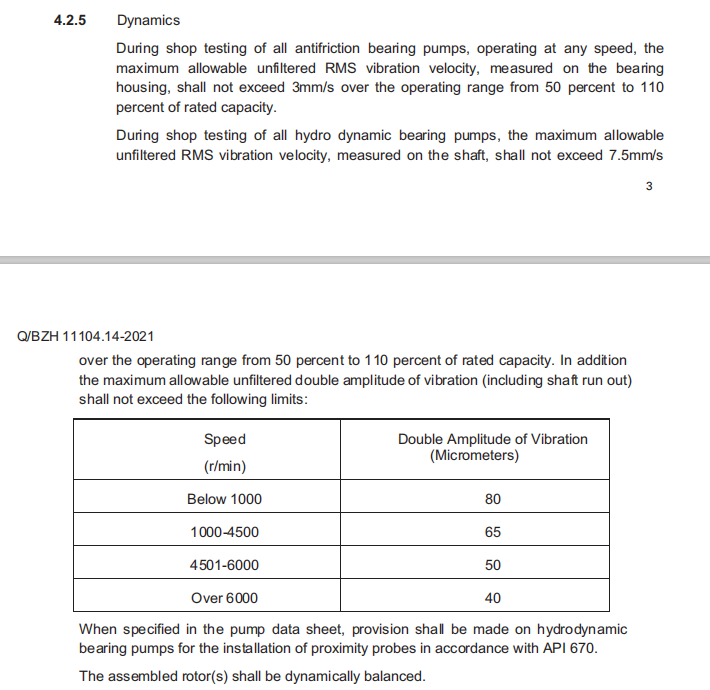 4.2.5 Dynamics
During shop testing of all antifriction bearing pumps, operating at any speed, the
maximum allowable unfiltered RMS vibration velocity, measured on the bearing
housing, shall not exceed 3mm/s over the operating range from 50 percent to 110
percent of rated capacity.
During shop testing of all hydro dynamic bearing pumps, the maximum allowable
unfiltered RMS vibration velocity, measured on the shaft, shall not exceed 7.5mm/s
3
Q/BZH 11104.14-2021
over the operating range from 50 percent to 110 percent of rated capacity. In addition
the maximum allowable unfiltered double amplitude of vibration (including shaft run out)
shall not exceed the following limits:
Speed
(r/min)
Double Amplitude of Vibration
(Micrometers)
Below 1000 80
1000-4500 65
4501-6000 50
Over 6000 40
When specified in the pump data sheet, provision shall be made on hydrodynamic
bearing pumps for the installation of proximity probes in accordance with API 670.
The assembled rotor(s) shall be dynamically balanced.